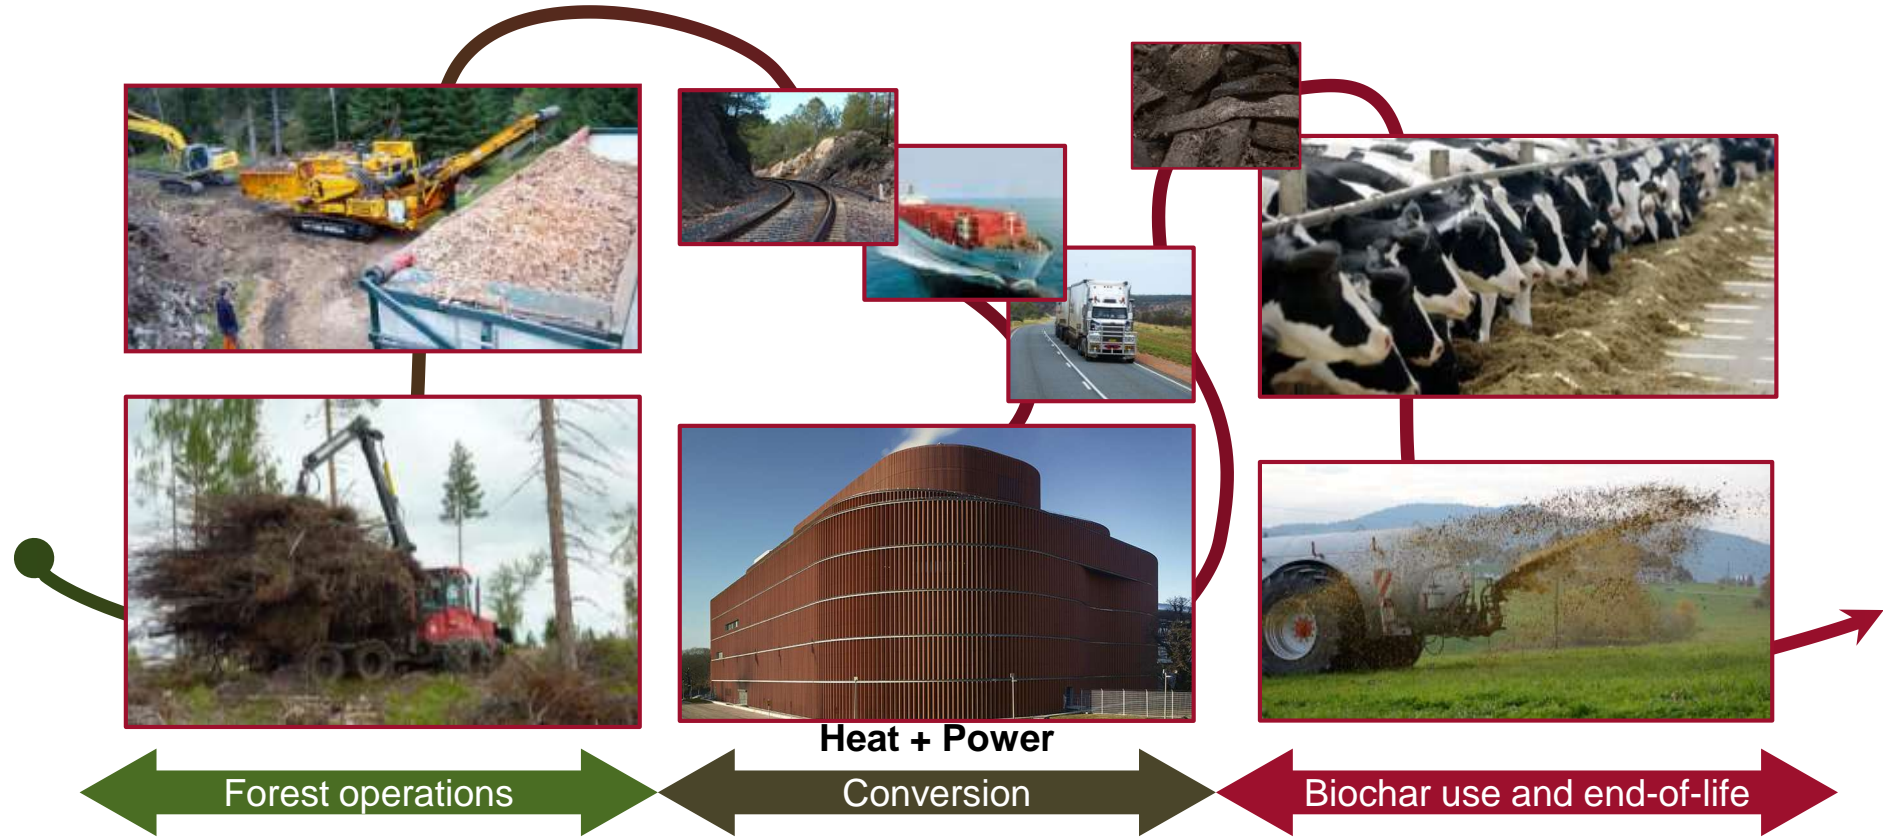 Heat + Power
Forest operations
Conversion
Biochar use and end-of-life